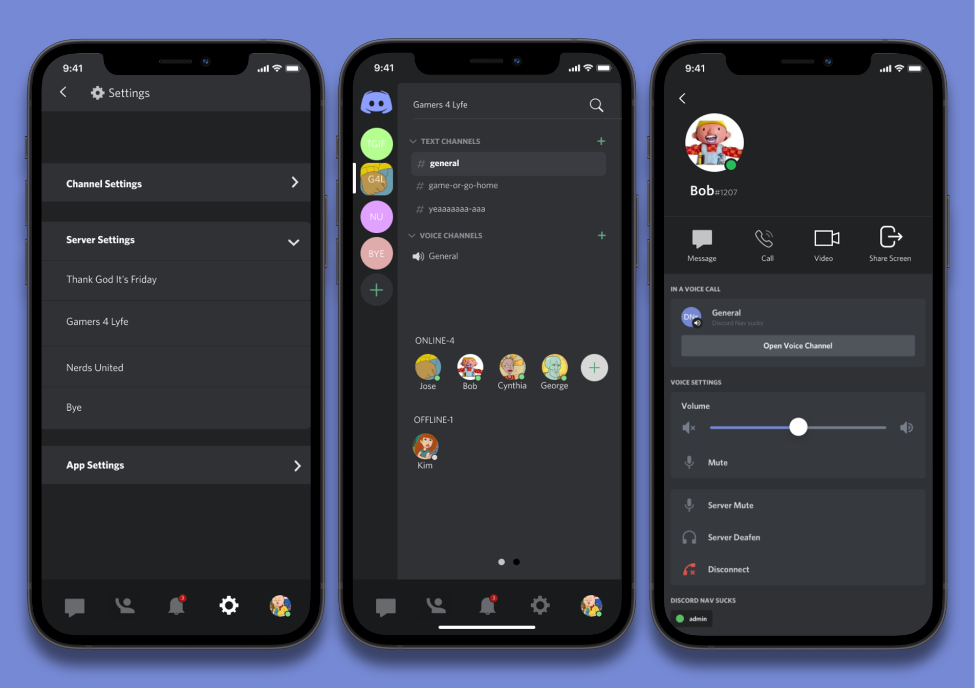 9:41
Settings
Channel Settings
Server Settings
Thank God It's Friday
Gamers 4 Lyfe
Nerds United
Bye
App Settings
3
9:41
Gamers 4 Lyfe
TGIF
G4L
NU
BYE
TEXT CHANNELS
# general
# game-or-go-home
# yeaaaaaaa-aaa
VOICE CHANNELS
General
ONLINE-4
Jose
Bob
Cynthia
George
OFFLINE-1
Kim
3
9:41
Bob#1207
Message
Call
Video
Share Screen
IN A VOICE CALL
General
Discord Nav sucks
Open Voice Channel
VOICE SETTINGS
Volume
Mute
Server Mute
Server Deafen
Disconnect
DISCORD NAV SUCKS
admin